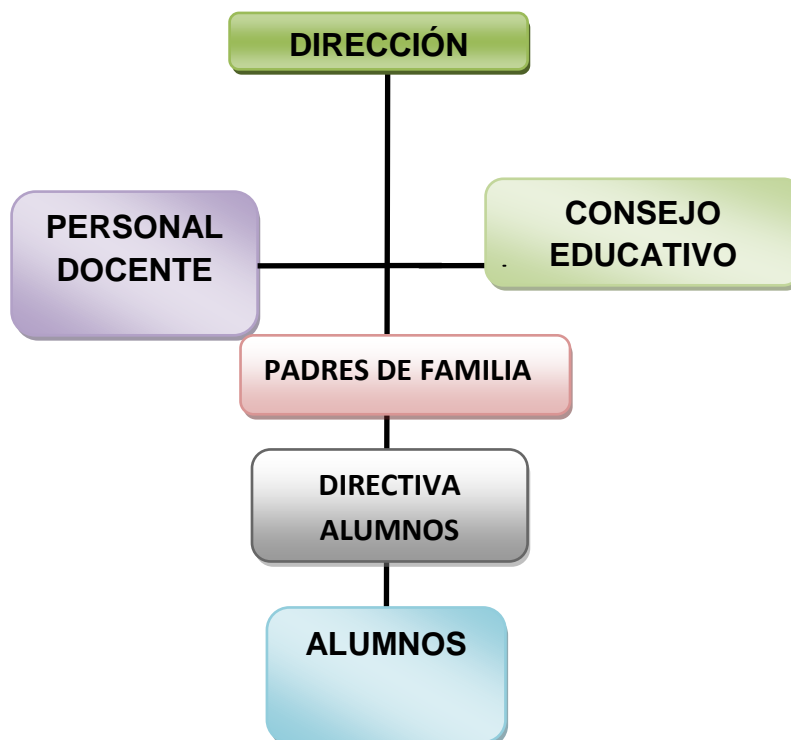 DIRECCIÓN
PERSONAL
DOCENTE
CONSEJO
EDUCATIVO
PADRES DE FAMILIA
DIRECTIVA
ALUMNOS
ALUMNOS